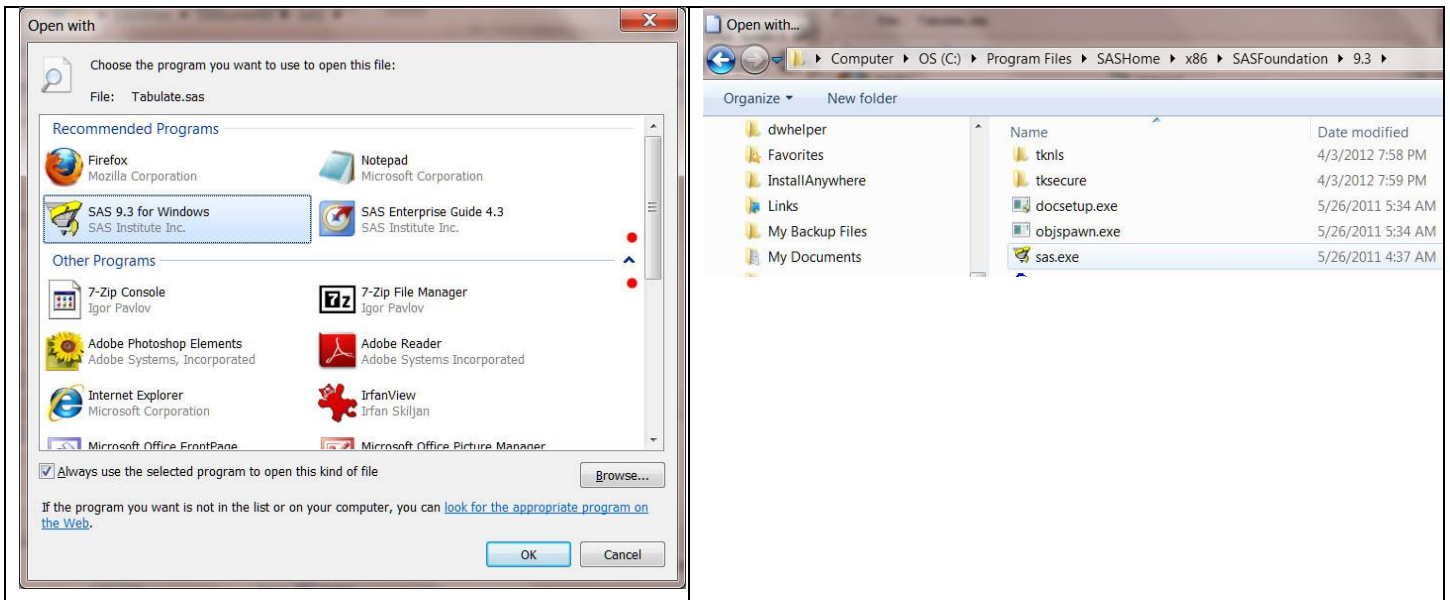 Open with
Choose the program you want to use to open this file:
File: Tabulate.sas
Recommended Programs
Firefox
Mozilla Corporation
Notepad
Microsoft Corporation
SAS 9.3 for Windows
SAS Institute Inc.
SAS Enterprise Guide 4.3
SAS Institute Inc.
Other Programs
7-Zip Console
Igor Pavlov
7z
7-Zip File Manager
Igor Pavlov
Adobe Photoshop Elements
Adobe Systems, Incorporated
Adobe Reader
Adobe Systems Incorporated
Internet Explorer
Microsoft Corporation
IrfanView
Irfan Skiljan
Microsoft Office FrontPage
Microsoft Office Picture Manager
Always use the selected program to open this kind of file
Browse...
If the program you want is not in the list or on your computer, you can look for the appropriate program on
the Web.
OK Cancel
Open with...
Computer OS (C:) Program Files SASHome x86 SASFoundation 9.3
Organize New folder
dwhelper
Favorites
InstallAnywhere
Links
My Backup Files
My Documents
Name Date modified
tknls 4/3/2012 7:58 PM
tksecure 4/3/2012 7:59 PM
docsetup.exe 5/26/2011 5:34 AM
objspawn.exe 5/26/2011 5:34 AM
sas.exe 5/26/2011 4:37 AM